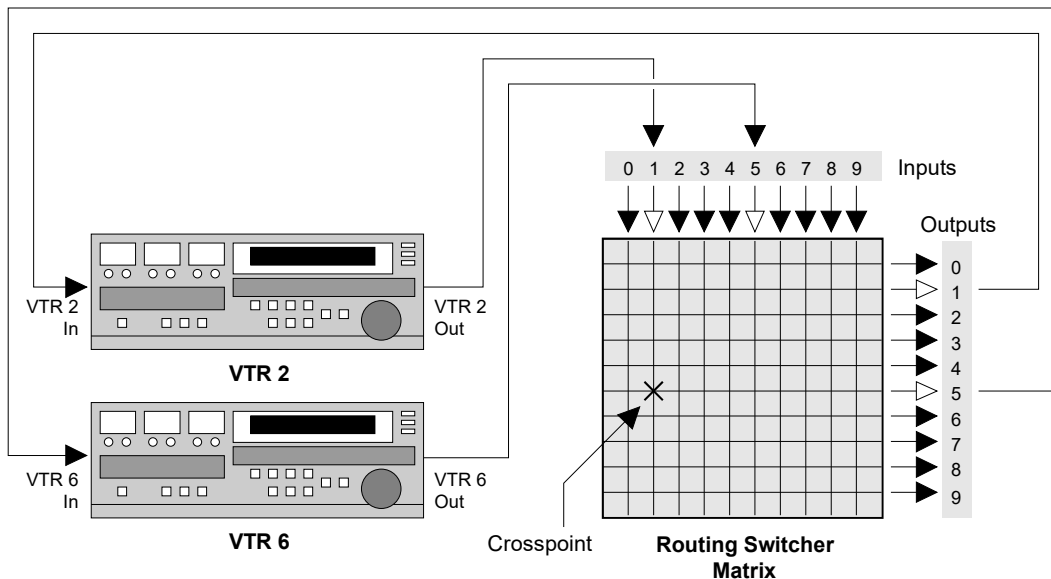 0 1 2 3 4 5 6 7 8 9
Inputs
Outputs
0
1
2
3
4
5
6
7
8
9
VTR 2
In
VTR 2
Out
VTR 2
VTR 6
In
VTR 6
Out
VTR 6
Crosspoint
Routing Switcher
Matrix